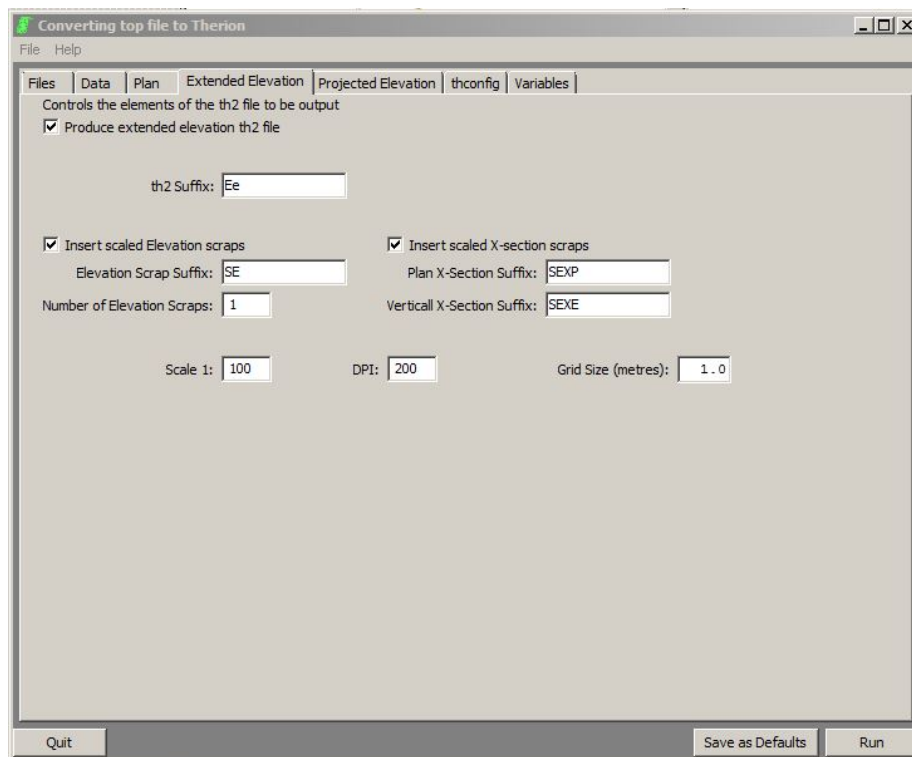 Converting top file to Therion
File Help
Files Data Plan Extended Elevation Projected Elevation thconfig Variables
Controls the elements of the th2 file to be output
Produce extended elevation th2 file
th2 Suffix: Ee
Insert scaled Elevation scraps Insert scaled X-section scraps
Elevation Scrap Suffix: SE Plan X-Section Suffix: SEXP
Number of Elevation Scraps: 1 Verticall X-Section Suffix: SEXE
Scale 1: 100 DPI: 200 Grid Size (metres): 1.0
Quit Save as Defaults Run